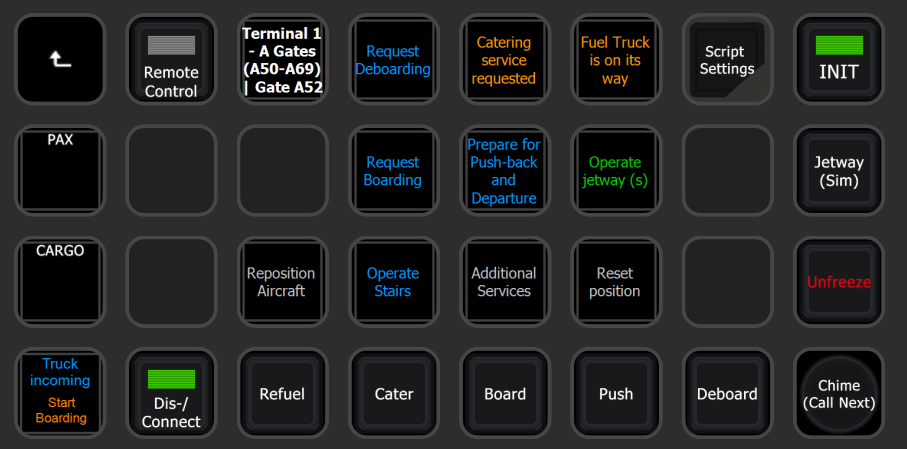 Remote
Control
Terminal 1
- A Gates
(A50-A69)
| Gate A52
Request
Deboarding
Catering
service
requested
Fuel Truck
is on its
way
Script
Settings
INIT
PAX
Request
Boarding
Prepare for
Push-back
and
Departure
Operate
jetway (s)
Jetway
(Sim)
CARGO
Reposition
Aircraft
Operate
Stairs
Additional
Services
Reset
position
Unfreeze
Truck
incoming
Start
Boarding
Dis-/
Connect
Refuel
Cater
Board
Push
Deboard
Chime
(Call Next)